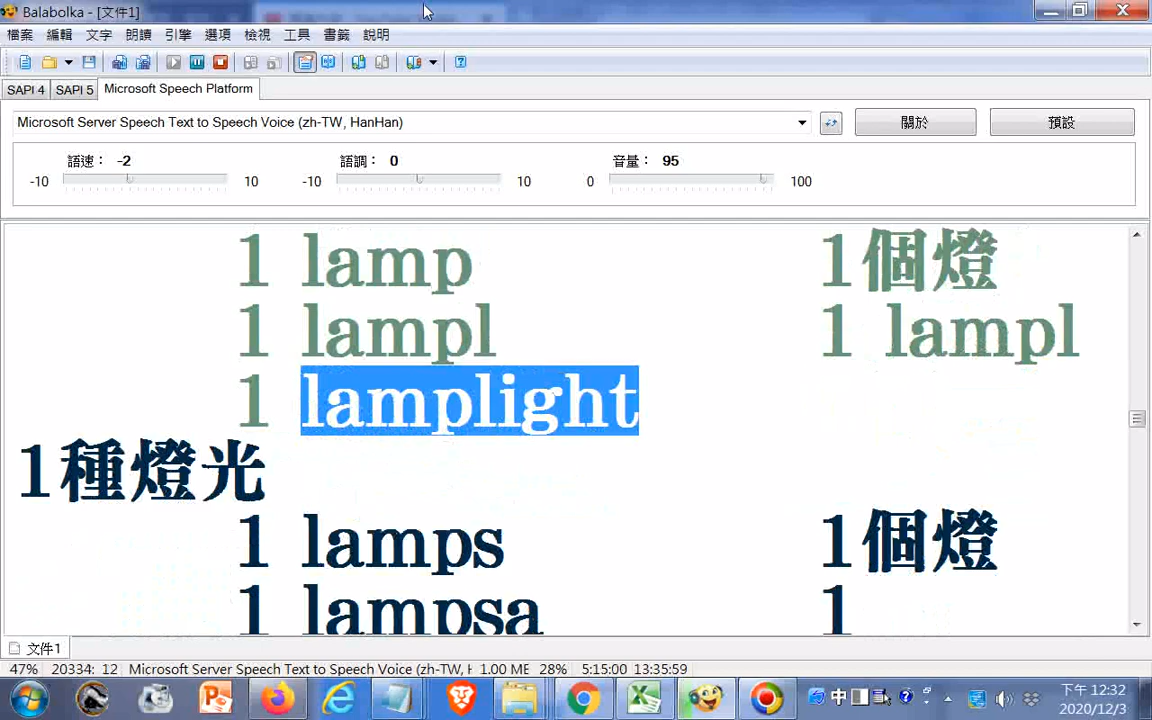 Balabolka - [文件1]
檔案 編輯 文字 朗讀 引擎 選項 檢視 工具 書籤 說明
SAPI 4 SAPI 5 Microsoft Speech Platform
Microsoft Server Speech Text to Speech Voice (zh-TW, HanHan) 關於 預設
語速： -2 語調： 0 音量： 95
-10 10 -10 10 0 100
1 lamp 1個燈
1 lampl 1 lampl
1 lamplight
1種燈光
1 lamps 1個燈
1 lampsa 1
文件1
47% 20334: 12 Microsoft Server Speech Text to Speech Voice (zh-TW, H 1.00 ME 28% 5:15:00 13:35:59
中 下午 12:32
2020/12/3